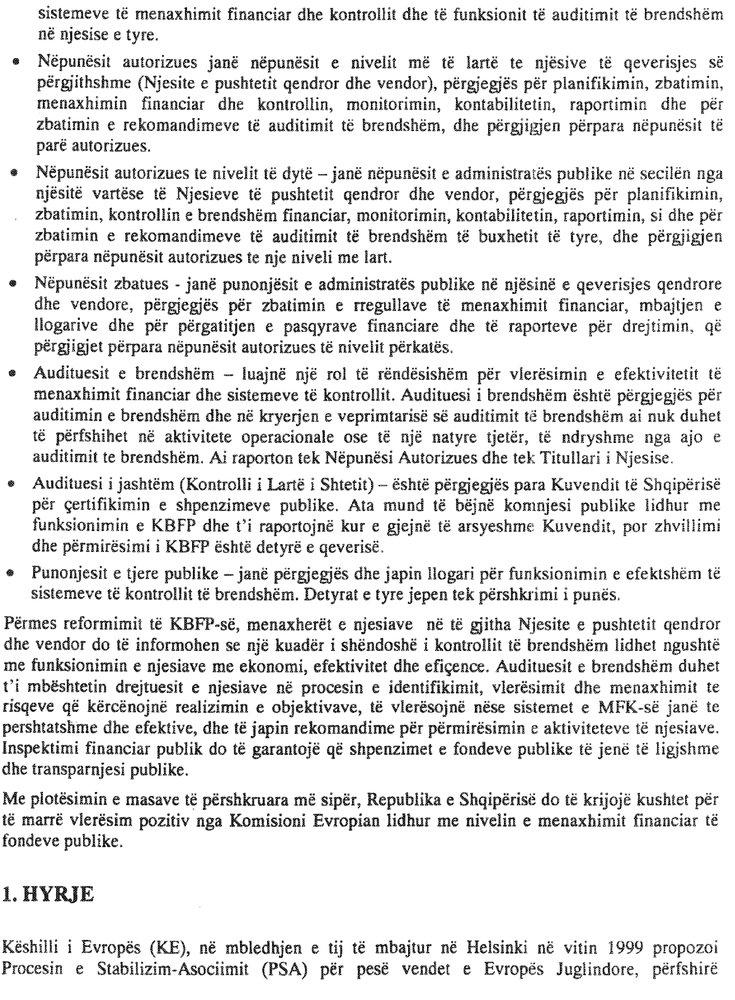 sistemeve të menaxhimit financiar dhe kontrollit dhe të funksionit të auditimit të brendshëm
në njesise e tyre.
• Nëpunësit autorizues janë nëpunësit e nivelit më të lartë te njësive të qeverisjes së
përgjithshme (Njesite e pushtetit qendror dhe vendor), përgjegjës për planifikimin, zbatimin,
menaxhimin financiar dhe kontrollin, monitorimin, kontabilitetin, raportimin dhe për
zbatimin e rekomandimeve të auditimit të brendshëm, dhe përgjigjen përpara nëpunësit të
parë autorizues.
• Nëpunësit autorizues te nivelit të dytë – janë nëpunësit e administratës publike në secilën nga
njësitë vartëse të Njesieve të pushtetit qendror dhe vendor, përgjegjës për planifikimin,
zbatimin, kontrollin e brendshëm financiar, monitorimin, kontabilitetin, raportimin, si dhe për
zbatimin e rekomandimeve të auditimit të brendshëm të buxhetit të tyre, dhe përgjigjen
përpara nëpunësit autorizues te nje niveli me lart.
• Nëpunësit zbatues - janë punonjësit e administratës publike në njësinë e qeverisjes qendrore
dhe vendore, përgjegjës për zbatimin e rregullave të menaxhimit financiar, mbajtjen e
llogarive dhe për përgatitjen e pasqyrave financiare dhe të raporteve për drejtimin, që
përgjigjet përpara nëpunësit autorizues të nivelit përkatës.
• Audituesit e brendshëm – luajnë një rol të rëndësishëm për vlerësimin e efektivitetit të
menaxhimit financiar dhe sistemeve të kontrollit. Audituesi i brendshëm është përgjegjës për
auditimin e brendshëm dhe në kryerjen e veprimtarisë së auditimit të brendshëm ai nuk duhet
të përfshihet në aktivitete operacionale ose të një natyre tjetër, të ndryshme nga ajo e
auditimit te brendshëm. Ai raporton tek Nëpunësi Autorizues dhe tek Titullari i Njesise.
• Audituesi i jashtëm (Kontrolli i Lartë i Shtetit) – është përgjegjës para Kuvendit të Shqipërisë
për çertifikimin e shpenzimeve publike. Ata mund të bëjnë komnjesi publike lidhur me
funksionimin e KBFP dhe t’i raportojnë kur e gjejnë të arsyeshme Kuvendit, por zhvillimi
dhe përmirësimi i KBFP është detyrë e qeverisë.
• Punonjesit e tjere publike – janë përgjegjës dhe japin llogari për funksionimin e efektshëm të
sistemeve të kontrollit të brendshëm. Detyrat e tyre jepen tek përshkrimi i punës.
Përmes reformimit të KBFP-së, menaxherët e njesiave në të gjitha Njesite e pushtetit qendror
dhe vendor do të informohen se një kuadër i shëndoshë i kontrollit të brendshëm lidhet ngushtë
me funksionimin e njesiave me ekonomi, efektivitet dhe efiçence. Audituesit e brendshëm duhet
t’i mbështetin drejtuesit e njesiave në procesin e identifikimit, vlerësimit dhe menaxhimit te
risqeve që kërcënojnë realizimin e objektivave, të vlerësojnë nëse sistemet e MFK-së janë te
pershtatshme dhe efektive, dhe të japin rekomandime për përmirësimin e aktiviteteve të njesiave.
Inspektimi financiar publik do të garantojë që shpenzimet e fondeve publike të jenë të ligjshme
dhe transparnjesi publike.
Me plotësimin e masave të përshkruara më sipër, Republika e Shqipërisë do të krijojë kushtet për
të marrë vlerësim pozitiv nga Komisioni Evropian lidhur me nivelin e menaxhimit financiar të
fondeve publike.
1. HYRJE
Këshilli i Evropës (KE), në mbledhjen e tij të mbajtur në Helsinki në vitin 1999 propozoi
Procesin e Stabilizim-Asociimit (PSA) për pesë vendet e Evropës Juglindore, përfshirë